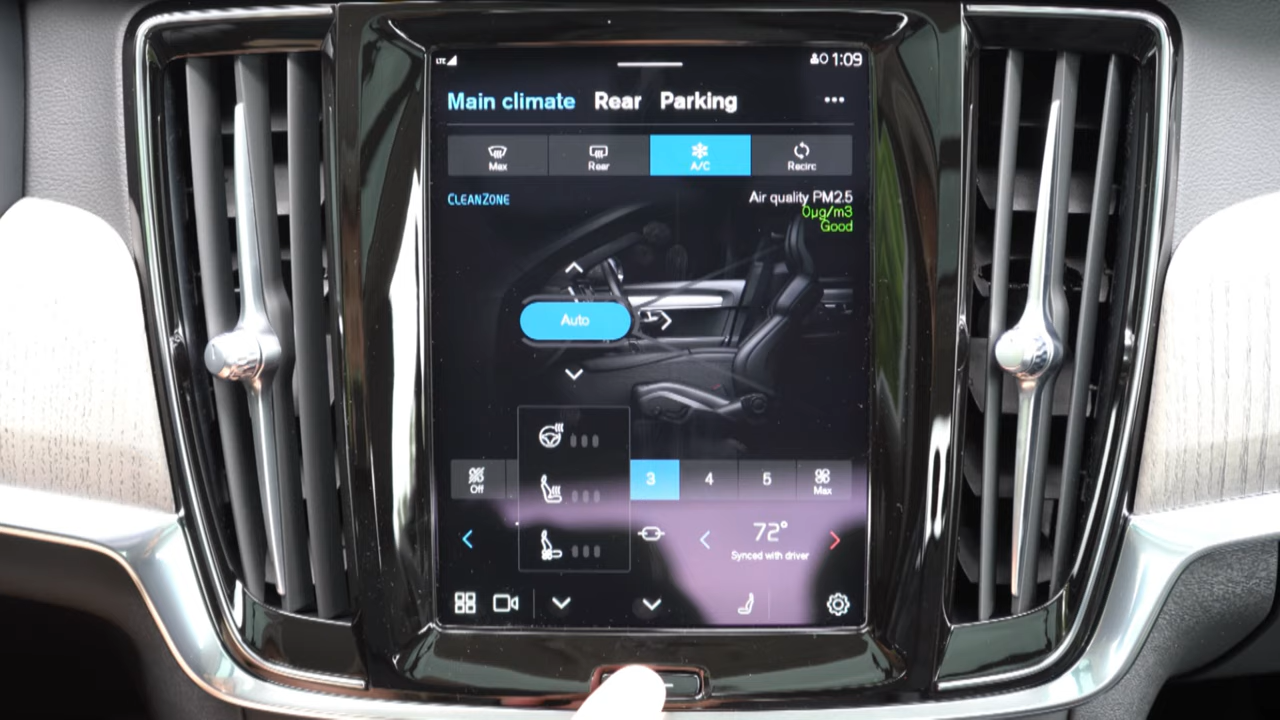 LTE 1:09
Main climate Rear Parking
Max Rear A/C Recirc
CLEANZONE Air quality PM2.5
0µg/m3
Good
Auto
Off 3 4 5 Max
72°
Synced with driver